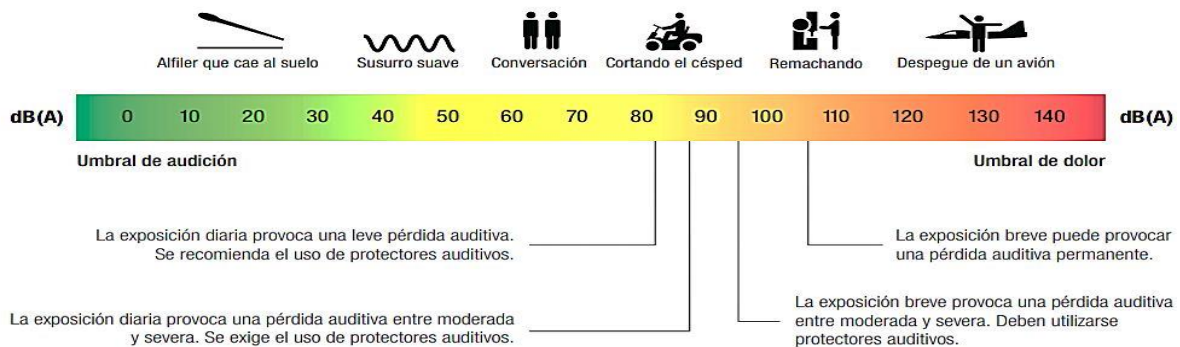 Alfiler que cae al suelo
Susurro suave
Conversación
Cortando el césped
Remachando
Despegue de un avión
dB(A) 0 10 20 30 40 50 60 70 80 90 100 110 120 130 140 dB(A)
Umbral de audición
Umbral de dolor
La exposición diaria provoca una leve pérdida auditiva.
Se recomienda el uso de protectores auditivos.
La exposición breve puede provocar
una pérdida auditiva permanente.
La exposición diaria provoca una pérdida auditiva entre moderada
y severa. Se exige el uso de protectores auditivos.
La exposición breve provoca una pérdida auditiva
entre moderada y severa. Deben utilizarse
protectores auditivos.